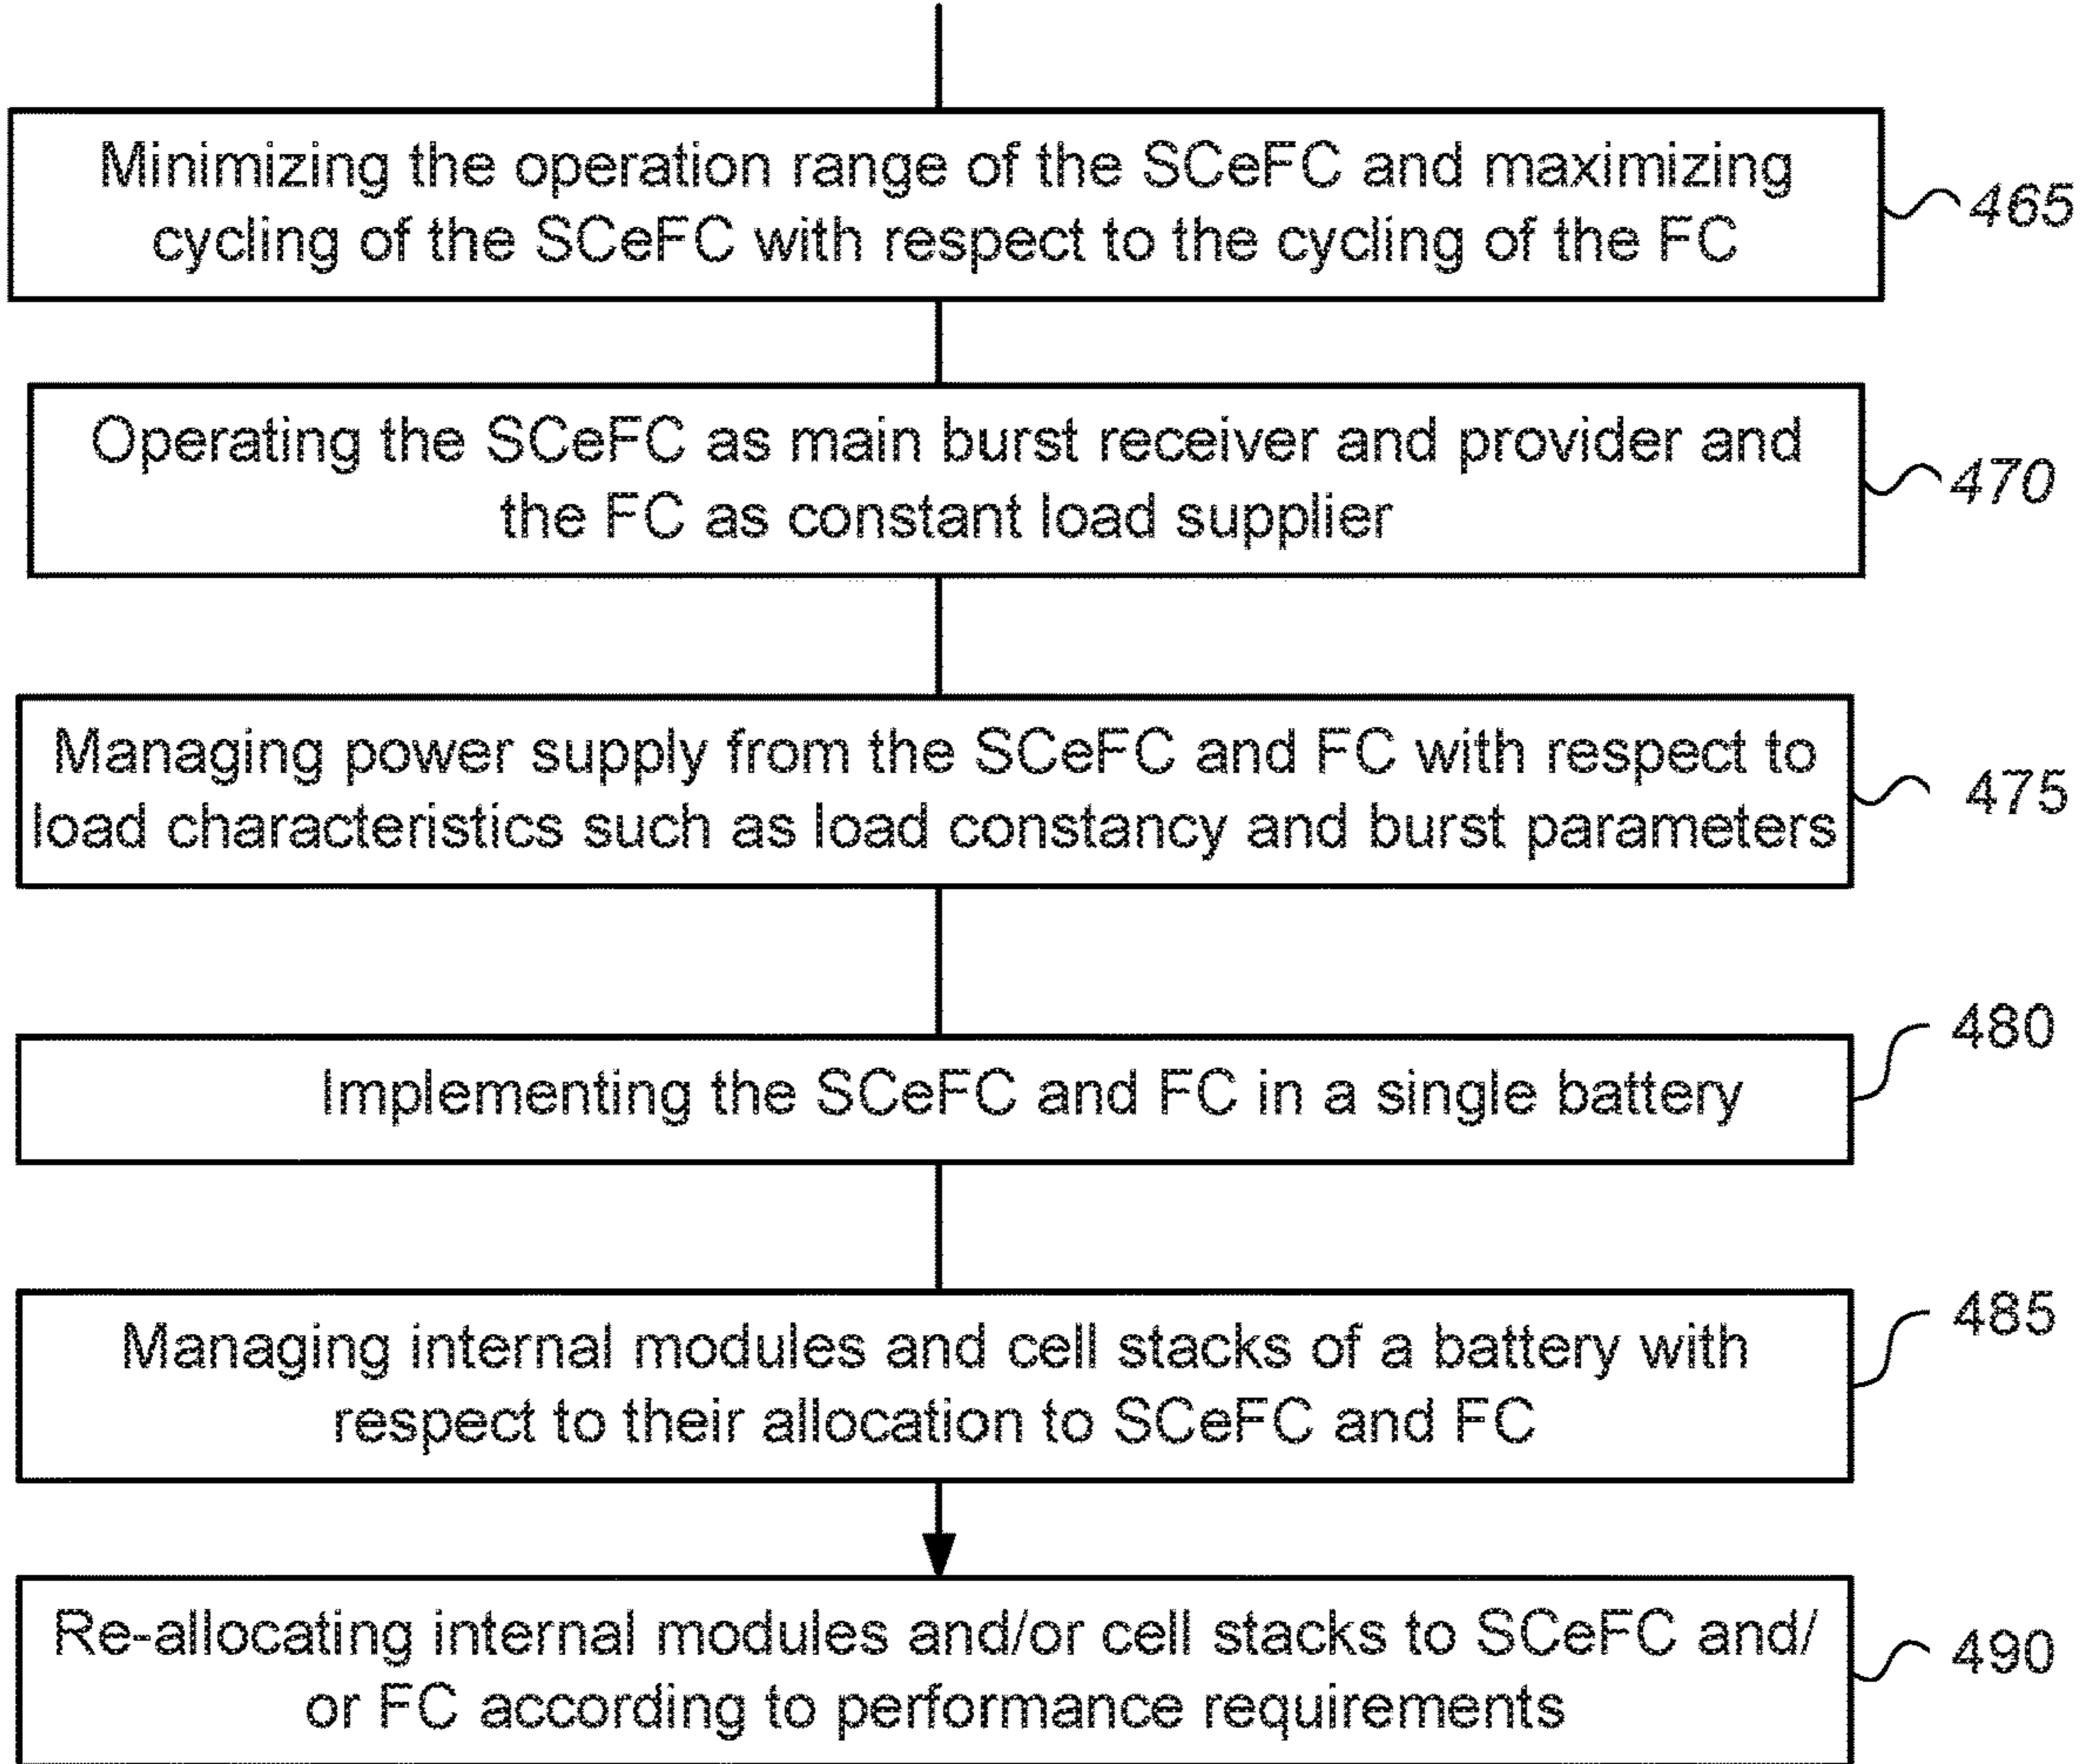 Minimizing the operation range of the SCeFC and maximizing
cycling of the SCeFC with respect to the cycling of the FC
465
Operating the SCeFC as main burst receiver and provider and
the FC as constant load supplier
470
Managing power supply from the SCeFC and FC with respect to
load characteristics such as load constancy and burst parameters
475
480
Implementing the SCeFC and FC in a single battery
485
Managing internal modules and cell stacks of a battery with
respect to their allocation to SCeFC and FC
Re-allocating internal modules and/or cell stacks to SCeFC and/
or FC according to performance requirements
490